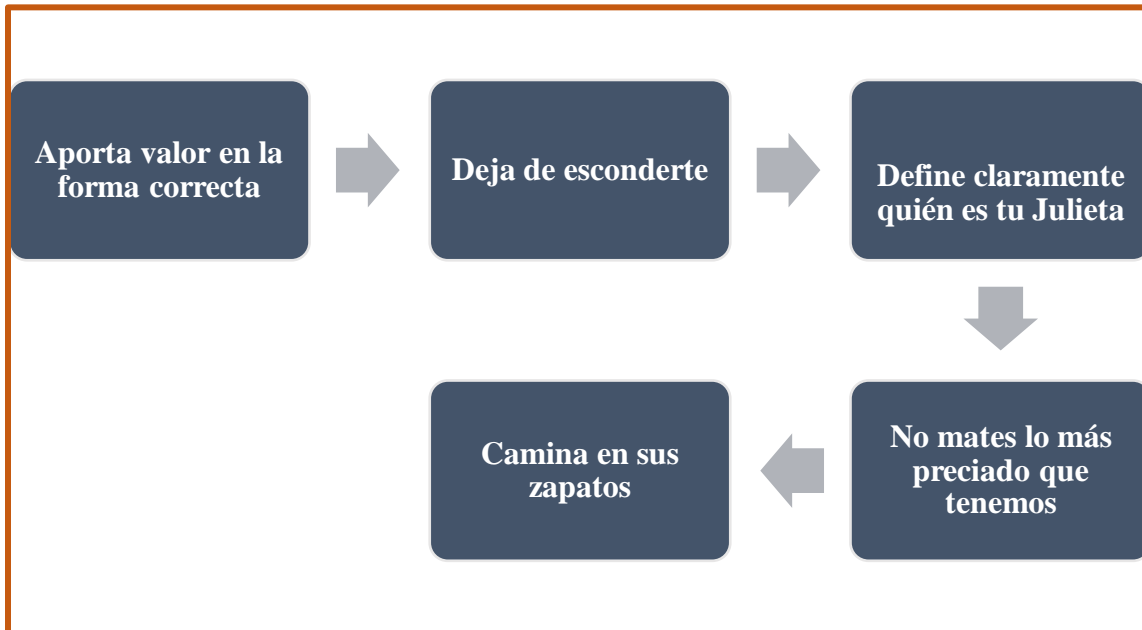 Aporta valor en la
forma correcta
Deja de esconderte
Define claramente
quién es tu Julieta
No mates lo más
preciado que
tenemos
Camina en sus
zapatos